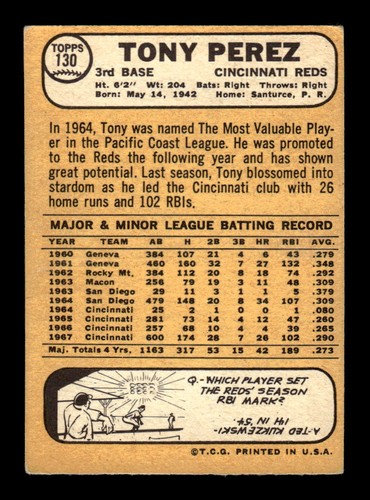 TOPPS
130
TONY PEREZ
3rd BASE CINCINNATI REDS
Ht. 6'2" Wt: 204 Bats: Right Throws: Right
Born: May 14, 1942 Home: Santurce, P. R.
In 1964, Tony was named The Most Valuable Play-
er in the Pacific Coast League. He was promoted
to the Reds the following year and has shown
great potential. Last season, Tony blossomed into
stardom as he led the Cincinnati club with 26
home runs and 102 RBIs.
MAJOR & MINOR LEAGUE BATTING RECORD
YEAR TEAM AB H 2B 3B HR RBI AVG.
1960 Geneva 384 107 21 4 6 43 .279
1961 Geneva 460 160 32 7 27 132 .348
1962 Rocky Mt. 384 112 20 8 18 74 .292
1963 Macon 256 79 19 3 11 48 .309
1963 San Diego 29 11 3 1 1 5 .379
1964 San Diego 479 148 20 8 34 107 .309
1964 Cincinnati 25 2 1 0 0 1 .080
1965 Cincinnati 281 73 14 4 12 47 .260
1966 Cincinnati 257 68 10 4 4 39 .265
1967 Cincinnati 600 174 28 7 26 102 .290
Maj. Totals 4 Yrs. 1163 317 53 15 42 189 .273
Q.-WHICH PLAYER SET
THE REDS' SEASON
RBI MARK?
A-TED KLUSZEWSKI-
141 IN '54
©T.C.G. PRINTED IN U.S.A.